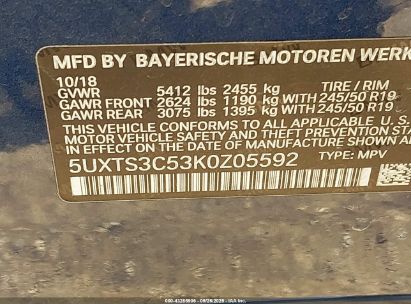 MFD BY BAYERISCHE MOTOREN WERK
10/18 TIRE / RIM
GVWR 5412 lbs 2455 kg
GAWR FRONT 2624 lbs 1190 kg WITH 245/50 R19
GAWR REAR 3075 lbs 1395 kg WITH 245/50 R19
THIS VEHICLE CONFORMS TO ALL APPLICABLE U. S.
MOTOR VEHICLE SAFETY AND THEFT PREVENTION STA
IN EFFECT ON THE DATE OF MANUFACTURE SHOWN
5UXTS3C53K0Z05592 TYPE: MPV